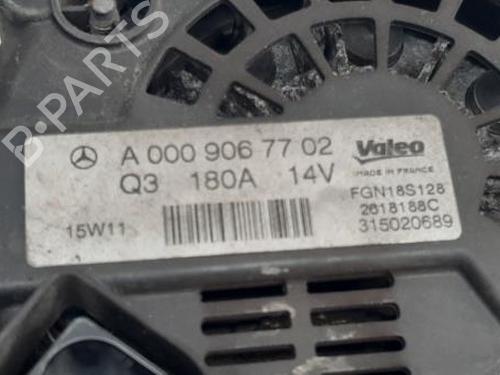 A 000 906 77 02
Valeo
MADE IN FRANCE
Q3 180A 14V
FGN18S128
2618188C
15W11
315020689
B-PARTS